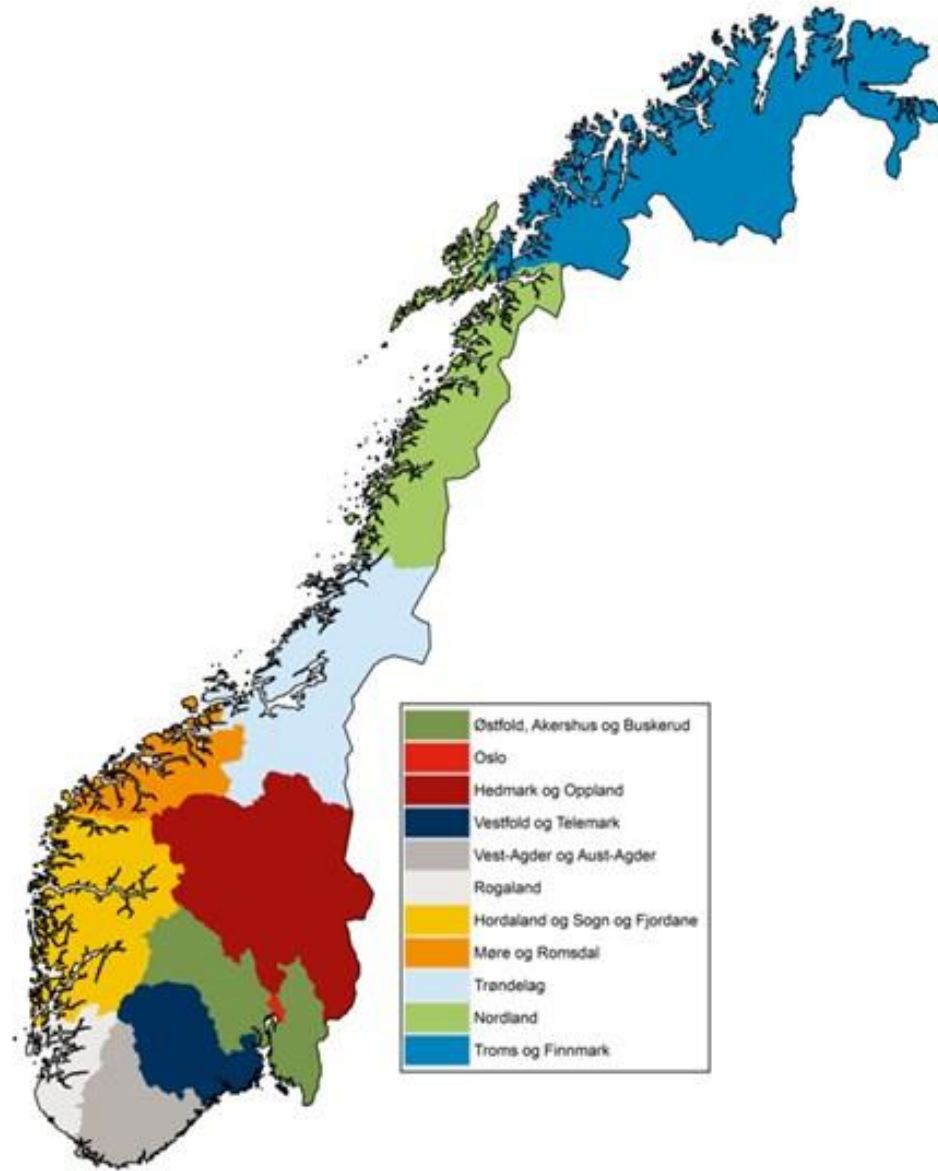 Østfold, Akershus og Buskerud
Oslo
Hedmark og Oppland
Vestfold og Telemark
Vest-Agder og Aust-Agder
Rogaland
Hordaland og Sogn og Fjordane
Møre og Romsdal
Trøndelag
Nordland
Troms og Finnmark